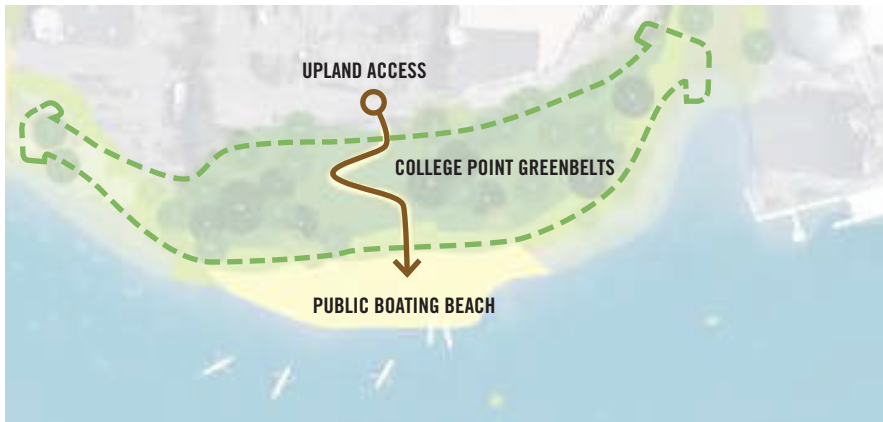 UPLAND ACCESS
COLLEGE POINT GREENBELTS
PUBLIC BOATING BEACH